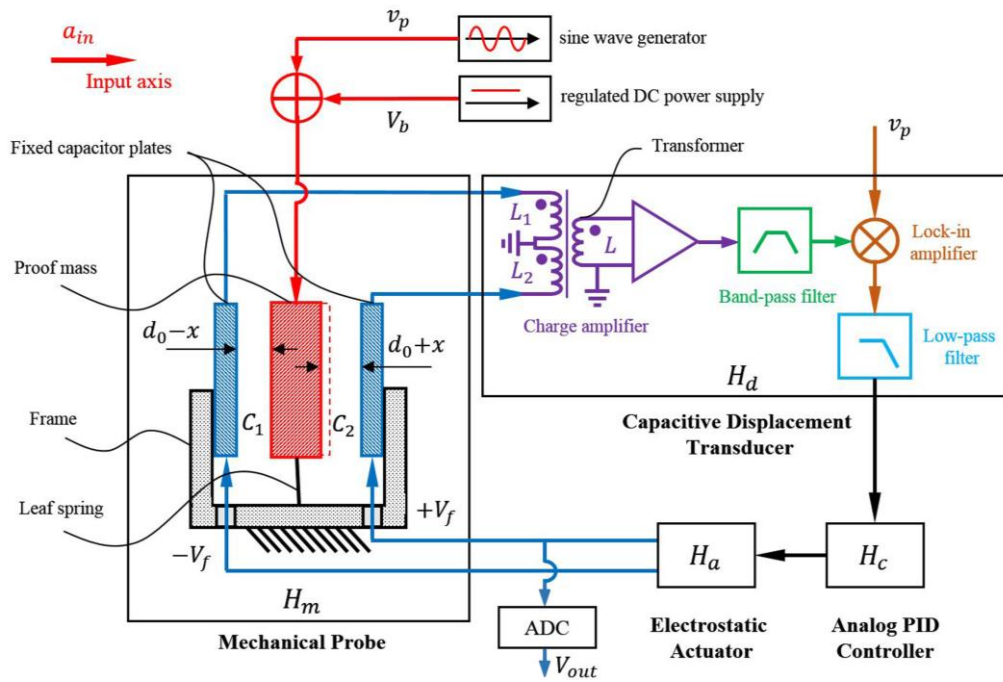 a_in
Input axis
v_p
sine wave generator
V_b
regulated DC power supply
Fixed capacitor plates
Transformer
v_p
L_1
L
L_2
Lock-in
amplifier
Proof mass
Charge amplifier
Band-pass filter
d_0−x
d_0+x
Low-pass
filter
H_d
Frame
C_1
C_2
Capacitive Displacement
Transducer
Leaf spring
−V_f
+V_f
H_m
H_a
H_c
Mechanical Probe
ADC
Electrostatic
Actuator
Analog PID
Controller
V_out